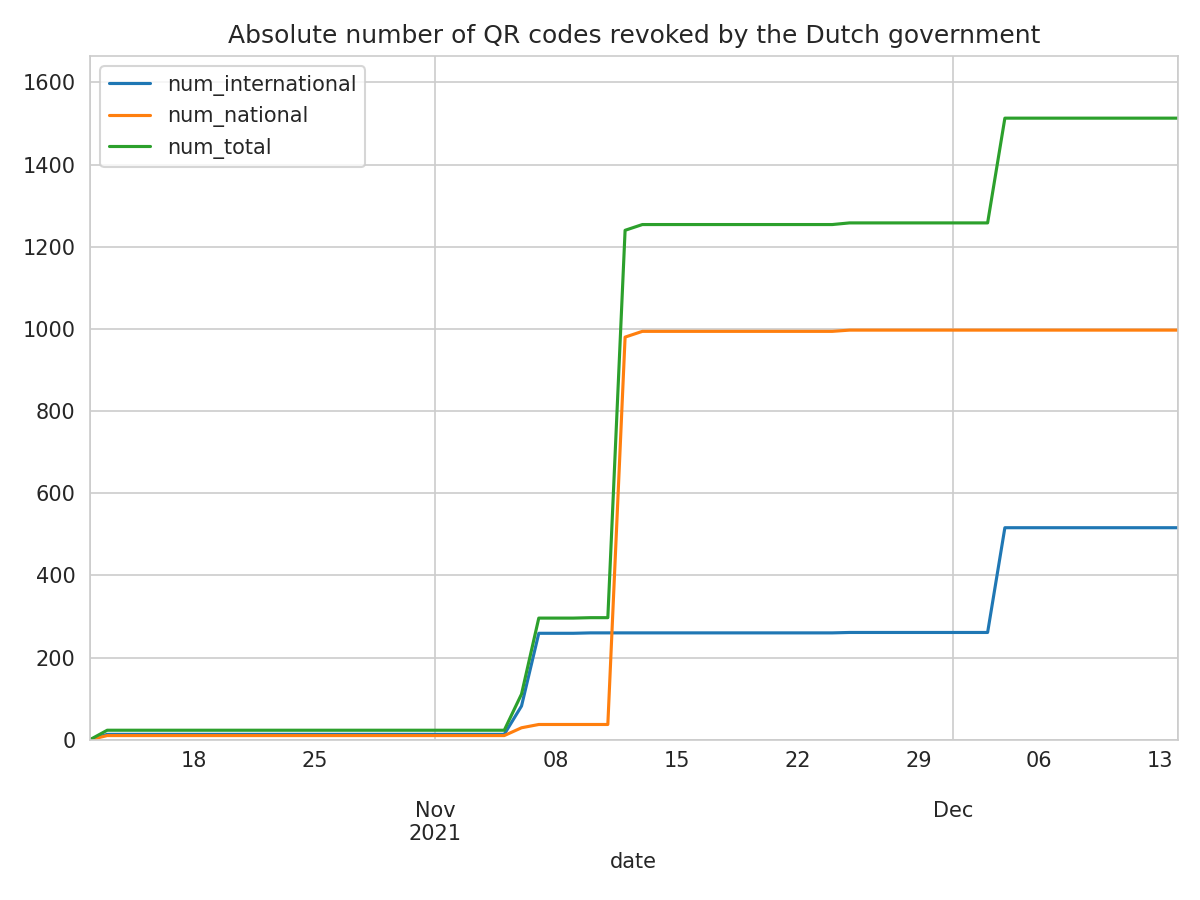 Absolute number of QR codes revoked by the Dutch government
num_international
num_national
num_total
1600
1400
1200
1000
800
600
400
200
0
18 25 08 15 22 29 06 13
Nov Dec
2021
date